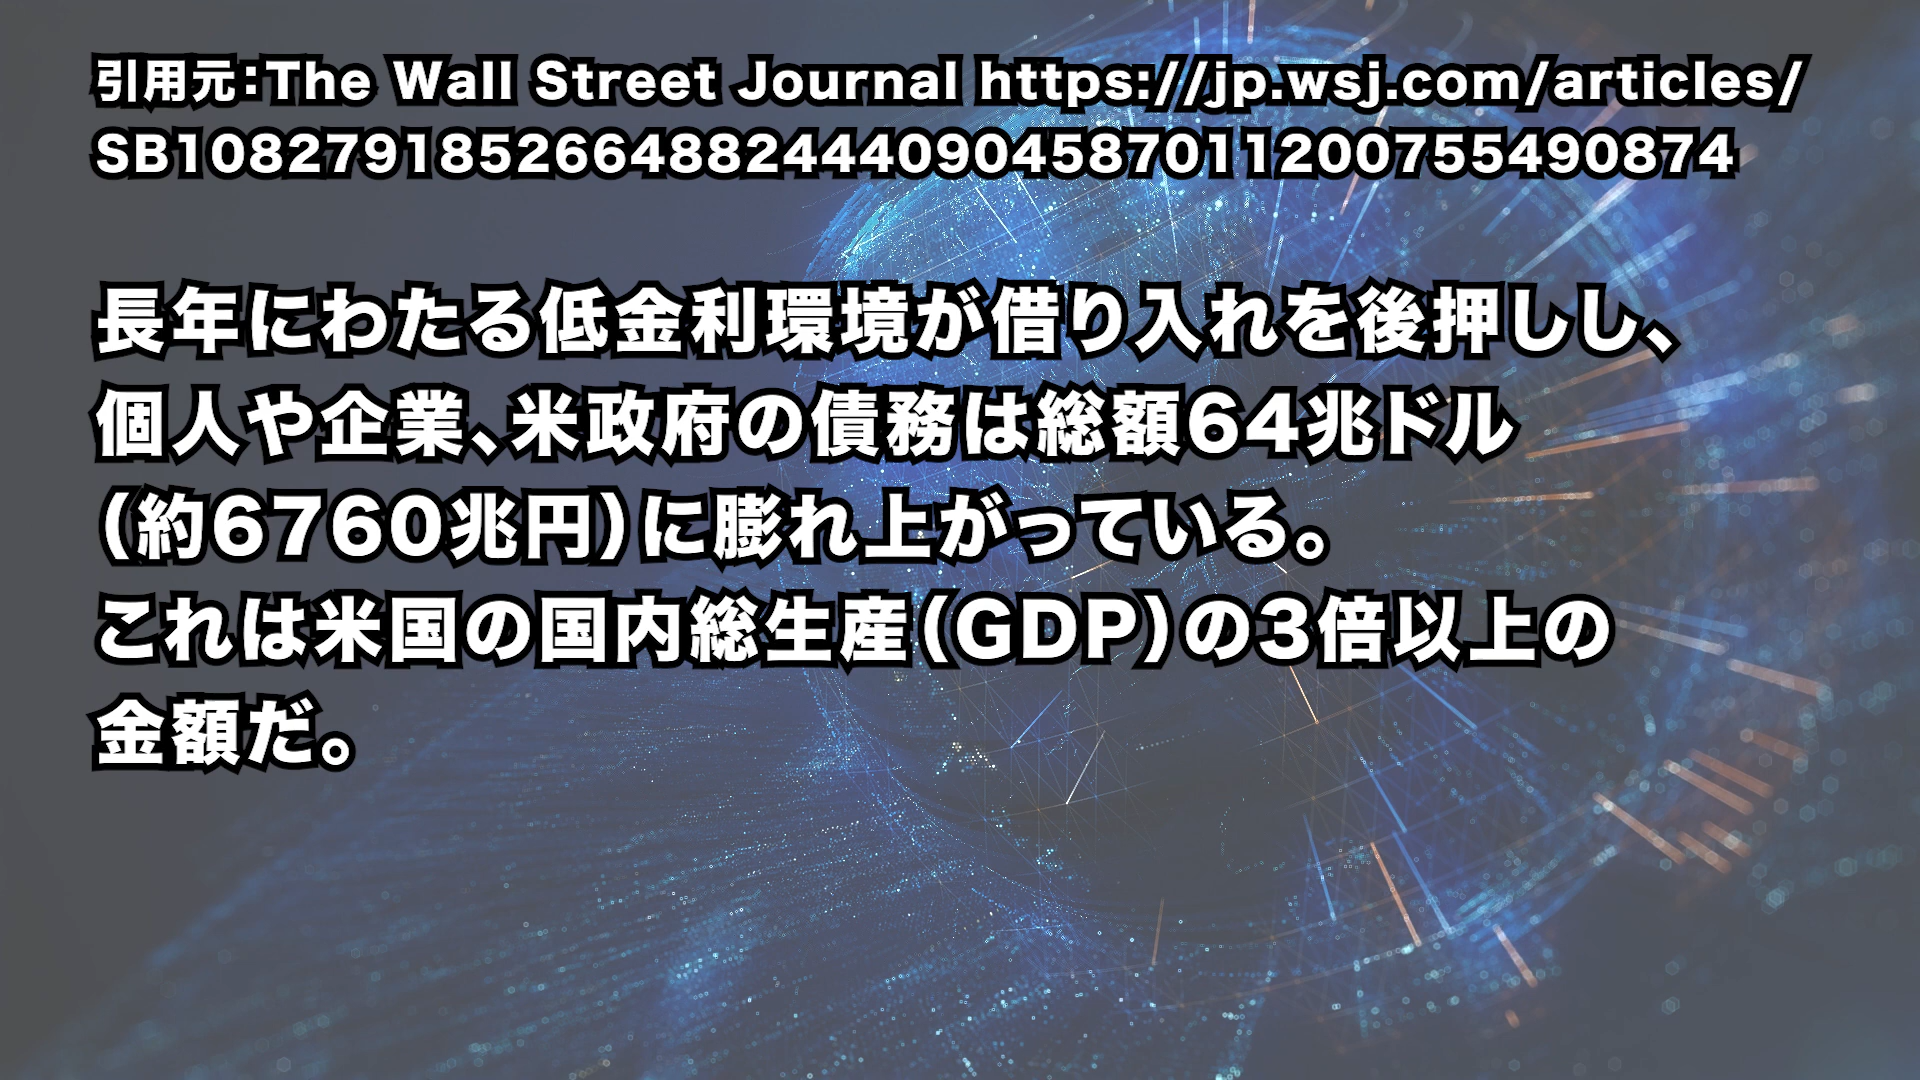 引用元：The Wall Street Journal https://jp.wsj.com/articles/
SB10827918526648824440904587011200755490874
長年にわたる低金利環境が借り入れを後押しし、
個人や企業、米政府の債務は総額64兆ドル
（約6760兆円）に膨れ上がっている。
これは米国の国内総生産（GDP）の3倍以上の
金額だ。